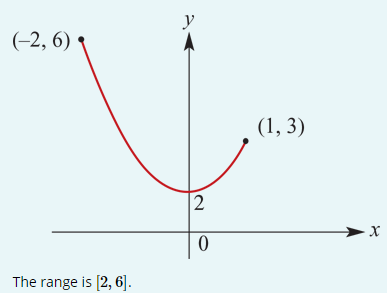 y
(–2, 6)
(1, 3)
2
x
0
The range is [2, 6].